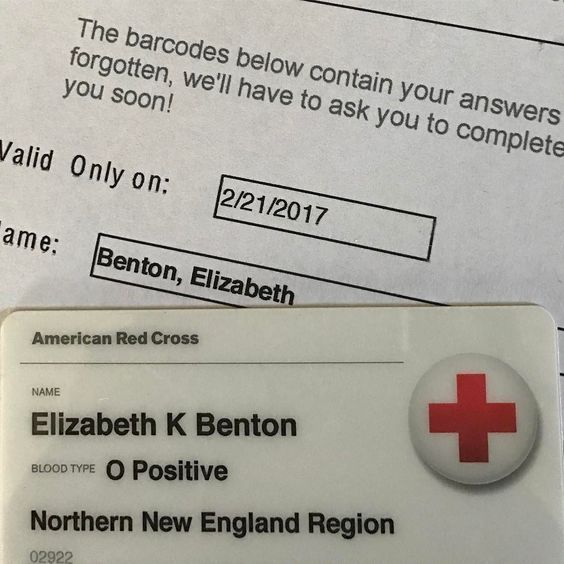 The barcodes below contain your answers
forgotten, we'll have to ask you to complete
you soon!
Valid Only on:
2/21/2017
ame:
Benton, Elizabeth
American Red Cross
NAME
Elizabeth K Benton
BLOOD TYPE O Positive
Northern New England Region
02922